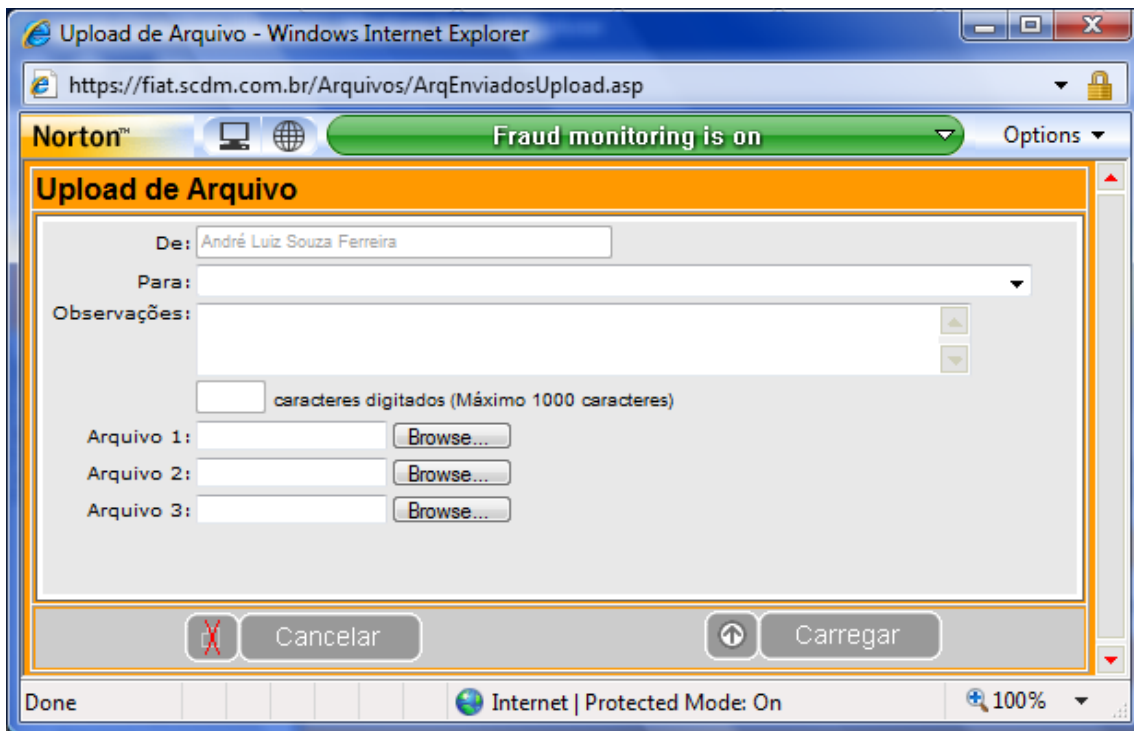 Upload de Arquivo - Windows Internet Explorer
https://fiat.scdm.com.br/Arquivos/ArqEnviadosUpload.asp
Norton™ Fraud monitoring is on Options
Upload de Arquivo
De: André Luiz Souza Ferreira
Para:
Observações:
caracteres digitados (Máximo 1000 caracteres)
Arquivo 1: Browse...
Arquivo 2: Browse...
Arquivo 3: Browse...
Cancelar Carregar
Done Internet | Protected Mode: On 100%